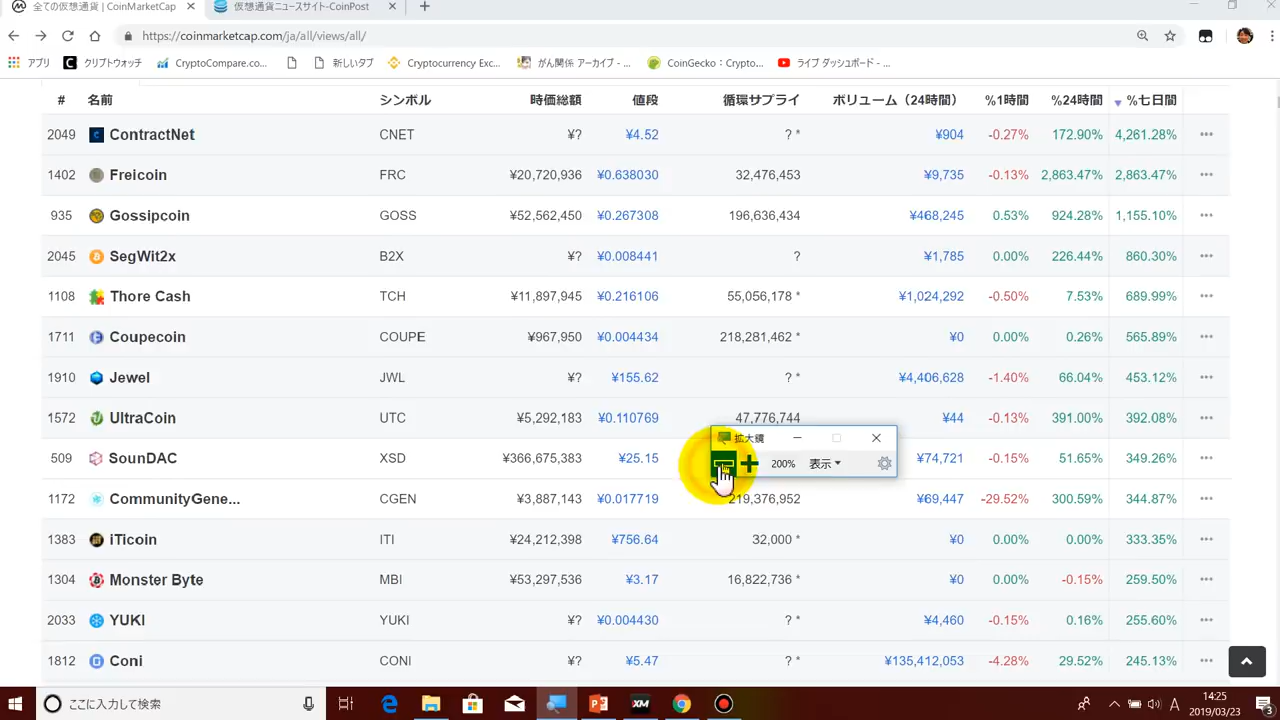 全ての仮想通貨 | CoinMarketCap
仮想通貨ニュースサイト-CoinPost
https://coinmarketcap.com/ja/all/views/all/
アプリ クリプトウォッチ CryptoCompare.co... 新しいタブ Cryptocurrency Exc... がん関係 アーカイブ - ... CoinGecko：Crypto... ライブ ダッシュボード - ...
# 名前 シンボル 時価総額 値段 循環サプライ ボリューム（24時間） %1時間 %24時間 %七日間
2049 ContractNet CNET ¥? ¥4.52 ? * ¥904 -0.27% 172.90% 4,261.28%
1402 Freicoin FRC ¥20,720,936 ¥0.638030 32,476,453 ¥9,735 -0.13% 2,863.47% 2,863.47%
935 Gossipcoin GOSS ¥52,562,450 ¥0.267308 196,636,434 ¥468,245 0.53% 924.28% 1,155.10%
2045 SegWit2x B2X ¥? ¥0.008441 ? ¥1,785 0.00% 226.44% 860.30%
1108 Thore Cash TCH ¥11,897,945 ¥0.216106 55,056,178 * ¥1,024,292 -0.50% 7.53% 689.99%
1711 Coupecoin COUPE ¥967,950 ¥0.004434 218,281,462 * ¥0 0.00% 0.26% 565.89%
1910 Jewel JWL ¥? ¥155.62 ? * ¥4,406,628 -1.40% 66.04% 453.12%
1572 UltraCoin UTC ¥5,292,183 ¥0.110769 47,776,744 ¥44 -0.13% 391.00% 392.08%
拡大鏡
509 SounDAC XSD ¥366,675,383 ¥25.15 ¥74,721 -0.15% 51.65% 349.26%
200% 表示
1172 CommunityGene... CGEN ¥3,887,143 ¥0.017719 219,376,952 ¥69,447 -29.52% 300.59% 344.87%
1383 iTicoin ITI ¥24,212,398 ¥756.64 32,000 * ¥0 0.00% 0.00% 333.35%
1304 Monster Byte MBI ¥53,297,536 ¥3.17 16,822,736 * ¥0 0.00% -0.15% 259.50%
2033 YUKI YUKI ¥? ¥0.004430 ? * ¥4,460 -0.15% 0.16% 255.60%
1812 Coni CONI ¥? ¥5.47 ? * ¥135,412,053 -4.28% 29.52% 245.13%
ここに入力して検索
XM
A
14:25
2019/03/23
3